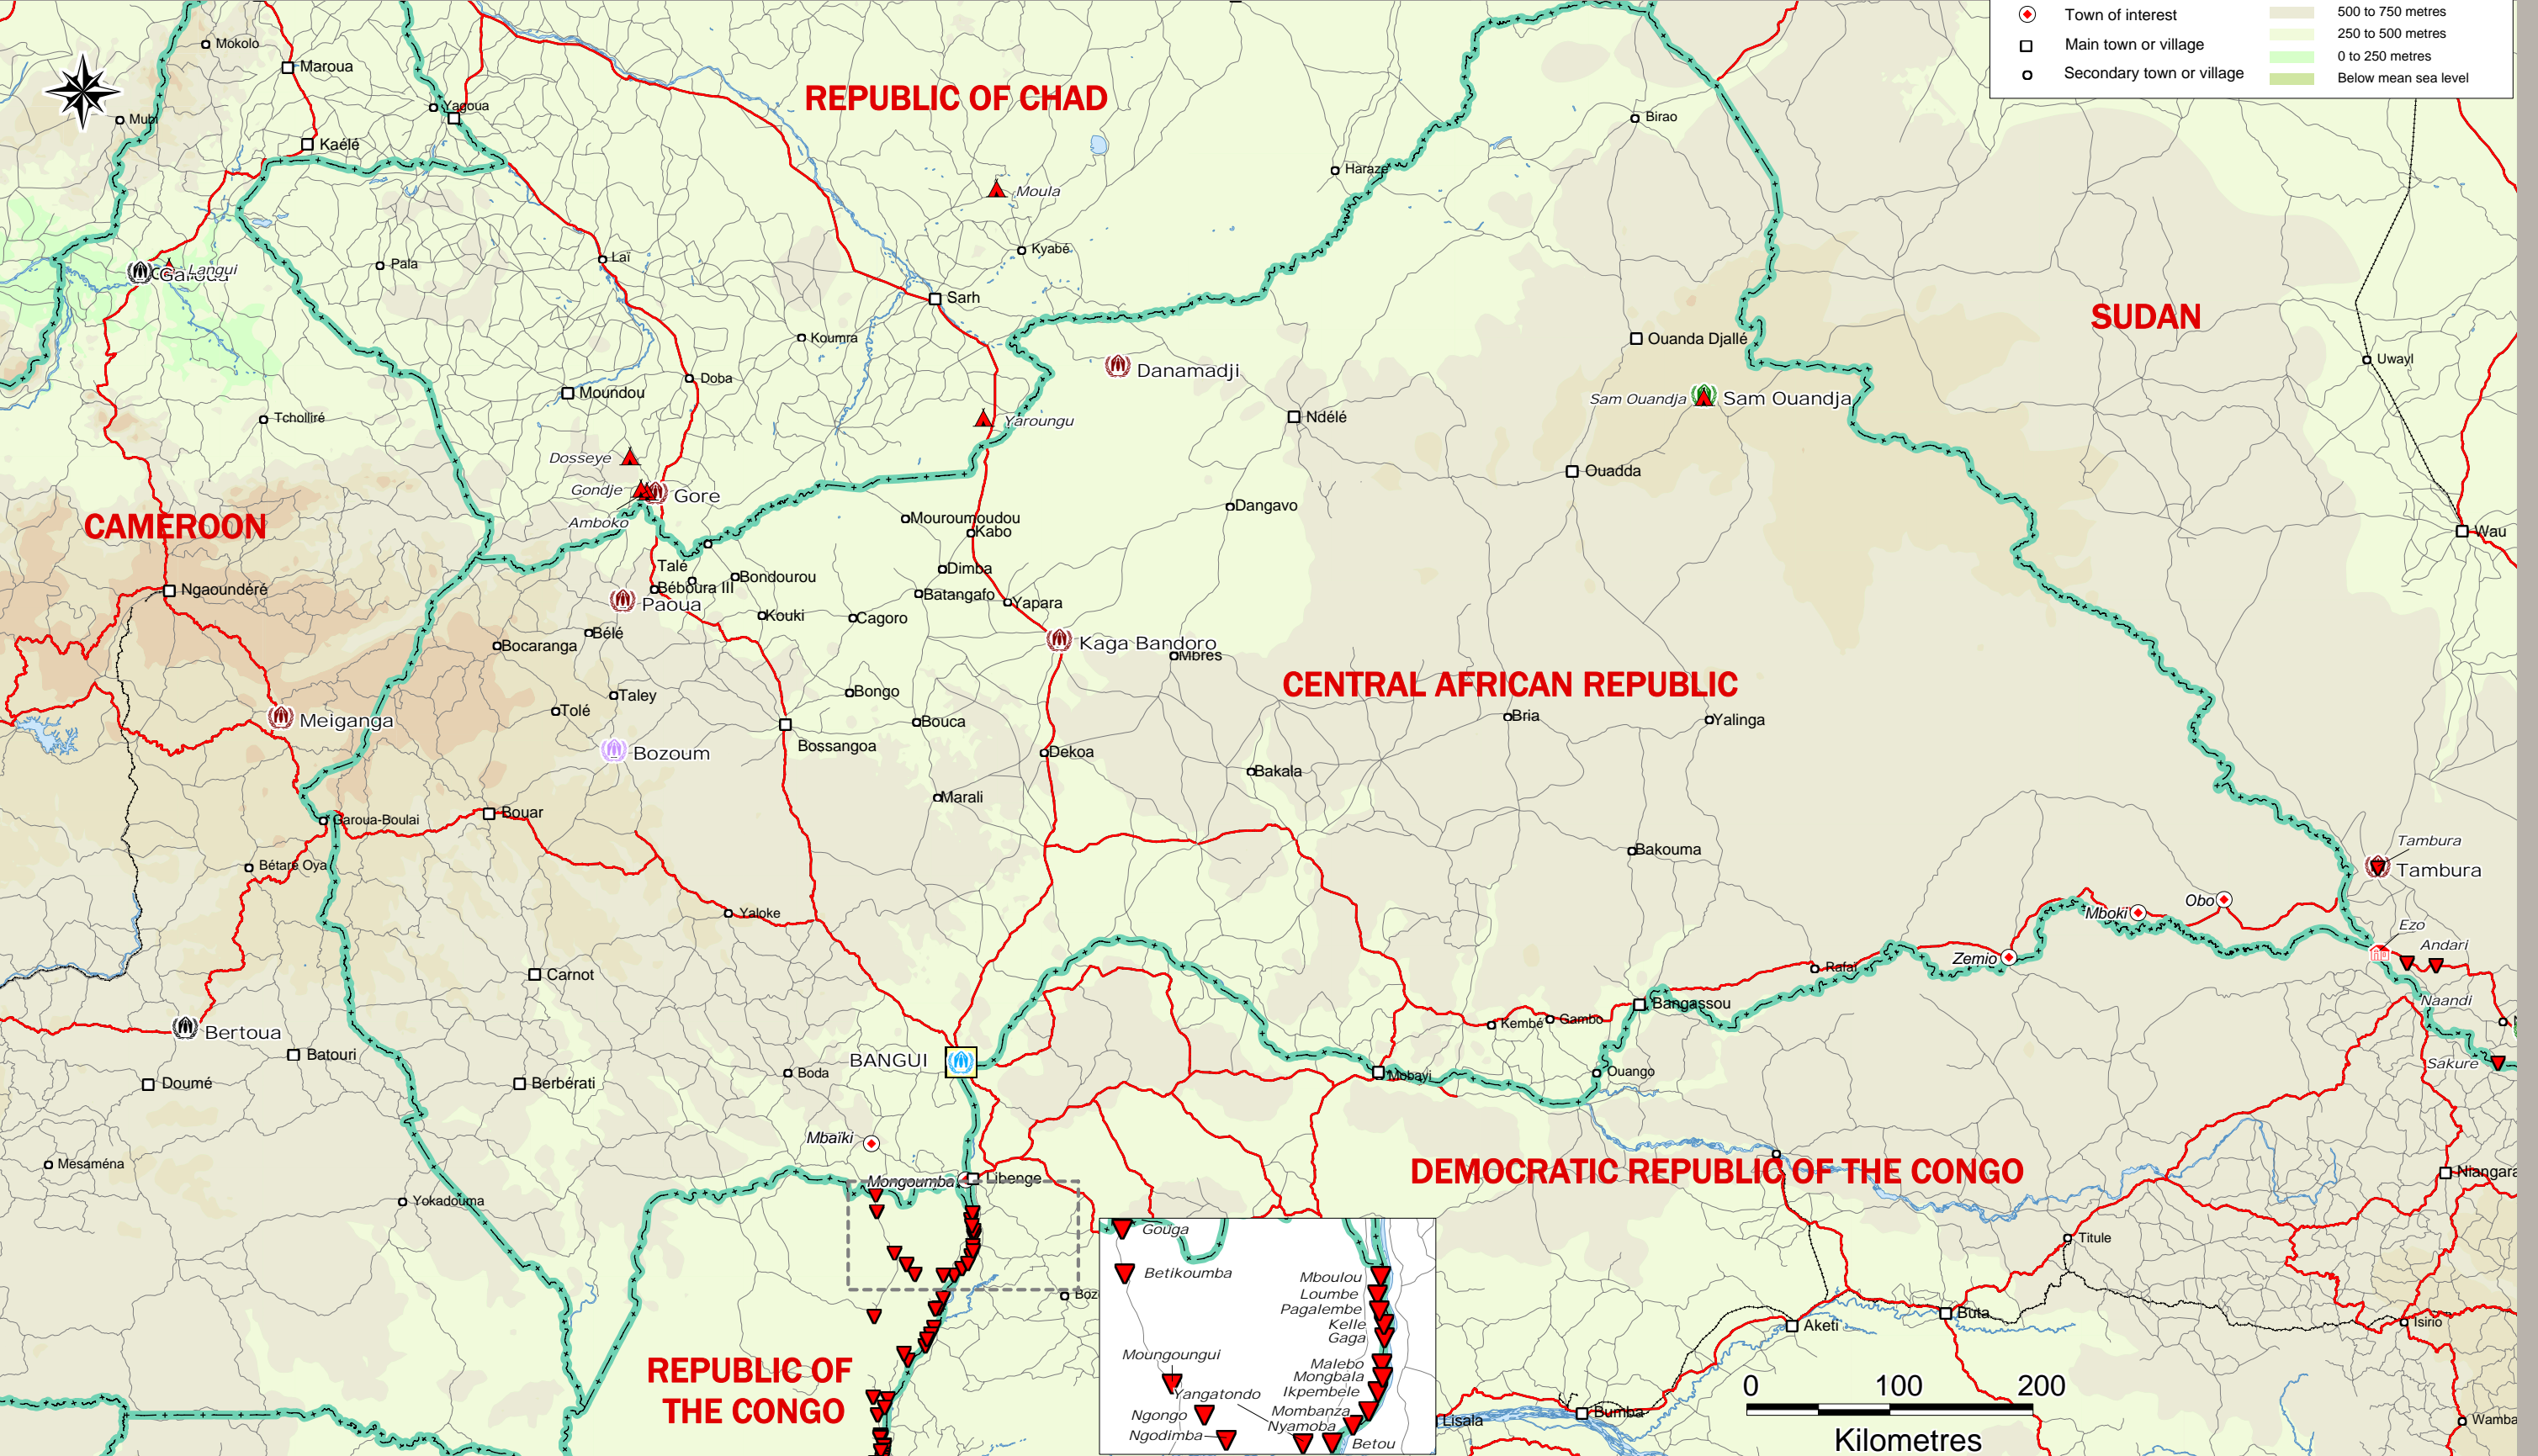 Town of interest
Main town or village
Secondary town or village
500 to 750 metres
250 to 500 metres
0 to 250 metres
Below mean sea level
Mokolo
Maroua
Mubi
Yagoua
Kaélé
REPUBLIC OF CHAD
Birao
Haraze
Moula
Kyabé
Pala
Laï
Garoua
Langui
Sarh
SUDAN
Koumra
Ouanda Djallé
Uwayl
Danamadji
Doba
Moundou
Sam Ouandja
Sam Ouandja
Tcholliré
Yaroungu
Ndélé
Dosseye
Ouadda
Gondje
Gore
Amboko
CAMEROON
Dangavo
Mouroumoudou
Kabo
Wau
Talé
Dimba
Bondourou
Béboura III
Ngaoundéré
Batangafo
Yapara
Paoua
Kouki
Cagoro
Bélé
Bocaranga
Kaga Bandoro
Mbres
CENTRAL AFRICAN REPUBLIC
Taley
Bongo
Tolé
Meiganga
Bouca
Bria
Yalinga
Bossangoa
Bozoum
Dekoa
Bakala
Marali
Bouar
Garoua-Boulai
Bétaré Oya
Bakouma
Tambura
Tambura
Obo
Mboki
Yaloke
Ezo
Andari
Zemio
Rafaï
Carnot
Naandi
Bangassou
Kembé
Gambo
Bertoua
Batouri
BANGUI
Sakure
Boda
Ouango
Mobayi
Doumé
Berbérati
Mbaïki
Mesaména
DEMOCRATIC REPUBLIC OF THE CONGO
Niangara
Mongoumba
Libenge
Yokadouma
Gouga
Titule
Betikoumba
Mboulou
Loumbe
Pagalembe
Kelle
Gaga
Buta
Aketi
Isirio
Moungoungui
Malebo
Mongbala
Ikpembele
Yangatondo
REPUBLIC OF
THE CONGO
0 100 200
Kilometres
Ngongo
Mombanza
Nyamoba
Ngodimba
Betou
Lisala
Bumba
Wamba